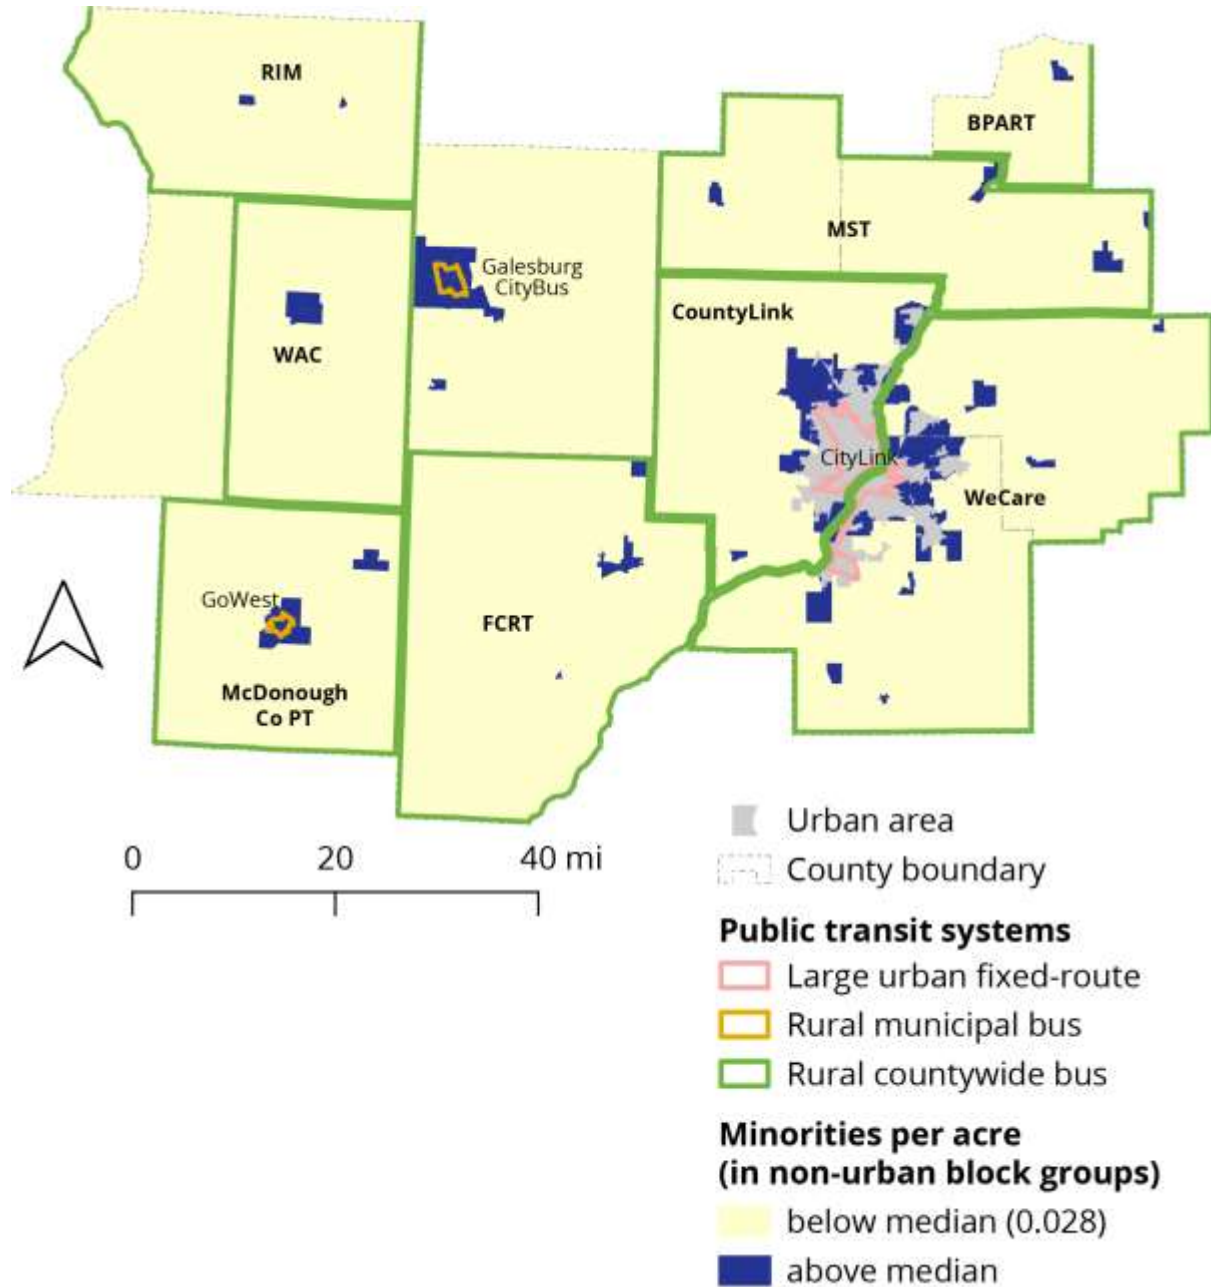 RIM
BPART
MST
Galesburg
CityBus
CountyLink
WAC
CityLink
WeCare
GoWest
FCRT
McDonough
Co PT
0 20 40 mi
Urban area
County boundary
Public transit systems
Large urban fixed-route
Rural municipal bus
Rural countywide bus
Minorities per acre
(in non-urban block groups)
below median (0.028)
above median